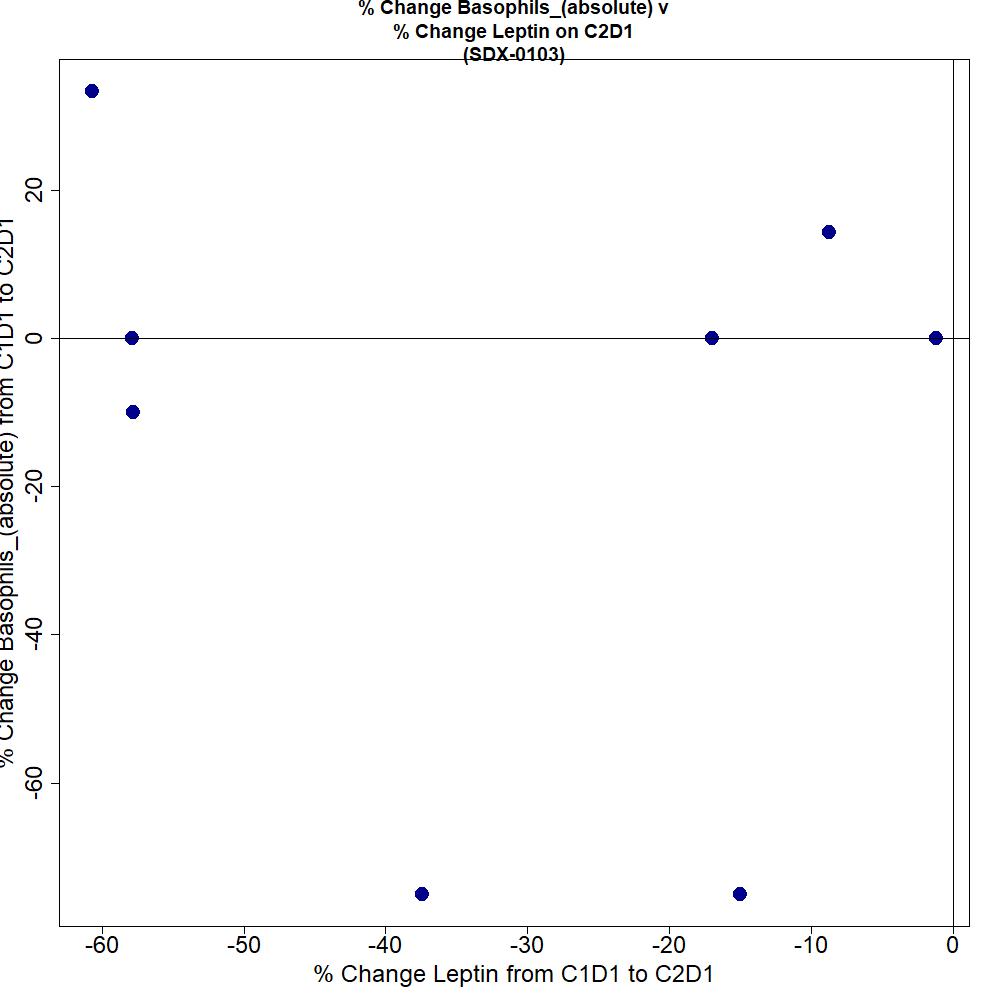 % Change Basophils_(absolute) v
% Change Leptin on C2D1
(SDX-0103)
% Change Basophils_(absolute) from C1D1 to C2D1
20
0
-20
-40
-60
-60
-50
-40
-30
-20
-10
0
% Change Leptin from C1D1 to C2D1